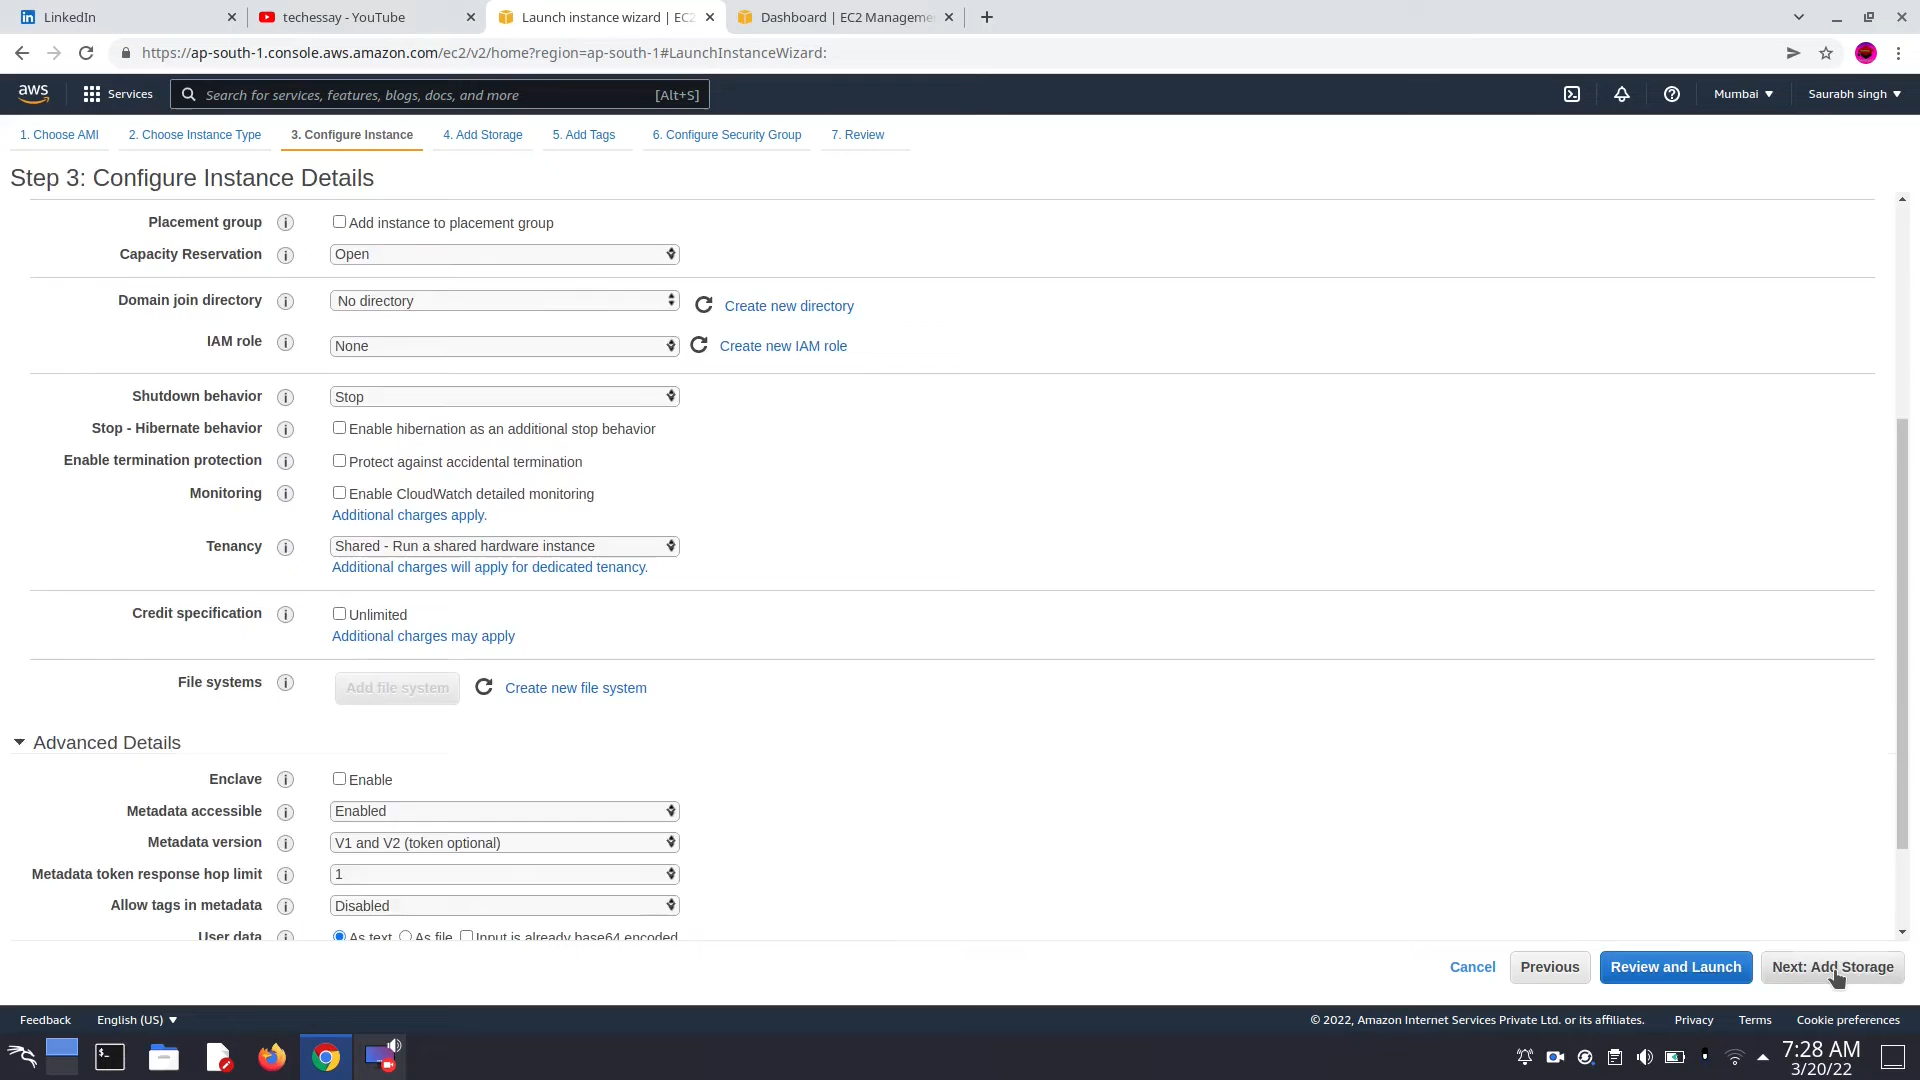 LinkedIn
techessay - YouTube
Launch instance wizard | EC2
Dashboard | EC2 Manageme
https://ap-south-1.console.aws.amazon.com/ec2/v2/home?region=ap-south-1#LaunchInstanceWizard:
aws
Services
Search for services, features, blogs, docs, and more
[Alt+S]
Mumbai
Saurabh singh
1. Choose AMI
2. Choose Instance Type
3. Configure Instance
4. Add Storage
5. Add Tags
6. Configure Security Group
7. Review
Step 3: Configure Instance Details
Placement group
Add instance to placement group
Capacity Reservation
Open
Domain join directory
No directory
Create new directory
IAM role
None
Create new IAM role
Shutdown behavior
Stop
Stop - Hibernate behavior
Enable hibernation as an additional stop behavior
Enable termination protection
Protect against accidental termination
Monitoring
Enable CloudWatch detailed monitoring
Additional charges apply.
Tenancy
Shared - Run a shared hardware instance
Additional charges will apply for dedicated tenancy.
Credit specification
Unlimited
Additional charges may apply
File systems
Add file system
Create new file system
Advanced Details
Enclave
Enable
Metadata accessible
Enabled
Metadata version
V1 and V2 (token optional)
Metadata token response hop limit
1
Allow tags in metadata
Disabled
User data
As text
As file
Input is already base64 encoded
Cancel
Previous
Review and Launch
Next: Add Storage
Feedback
English (US)
© 2022, Amazon Internet Services Private Ltd. or its affiliates.
Privacy
Terms
Cookie preferences
7:28 AM
3/20/22